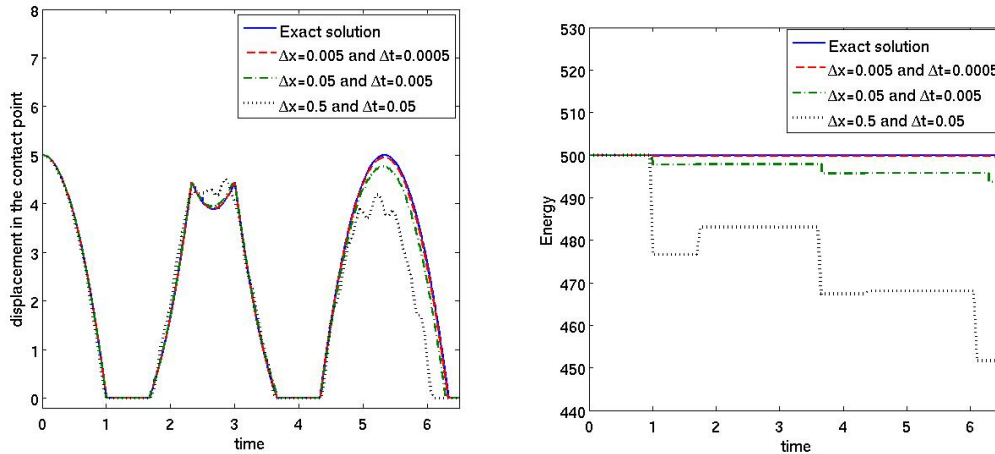 8
7
6
5
4
3
2
1
0
displacement in the contact point
Exact solution
Δx=0.005 and Δt=0.0005
Δx=0.05 and Δt=0.005
Δx=0.5 and Δt=0.05
0 1 2 3 4 5 6
time
530
520
510
500
490
480
470
460
450
440
Energy
Exact solution
Δx=0.005 and Δt=0.0005
Δx=0.05 and Δt=0.005
Δx=0.5 and Δt=0.05
0 1 2 3 4 5 6
time